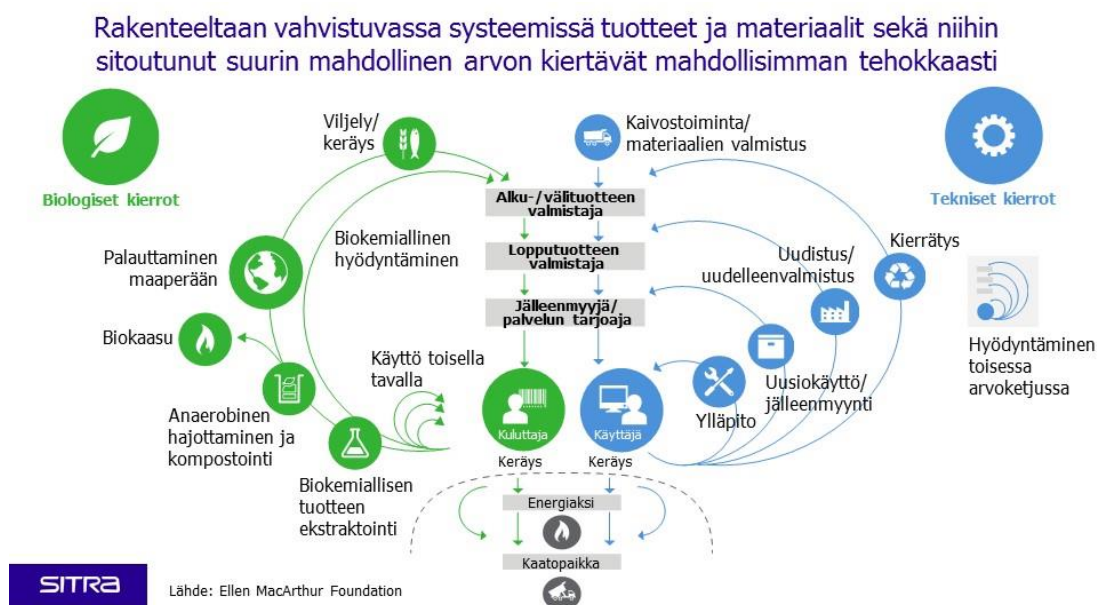 Rakenteeltaan vahvistuvassa systeemissä tuotteet ja materiaalit sekä niihin
sitoutunut suurin mahdollinen arvon kiertävät mahdollisimman tehokkaasti
Biologiset kierrot
Viljely/
keräys
Kaivostoiminta/
materiaalien valmistus
Tekniset kierrot
Alku-/välituotteen
valmistaja
Palauttaminen
maaperään
Biokemiallinen
hyödyntäminen
Lopputuotteen
valmistaja
Uudistus/
uudelleenvalmistus
Kierrätys
Jälleenmyyjä/
palvelun tarjoaja
Biokaasu
Käyttö toisella
tavalla
Hyödyntäminen
toisessa
arvoketjussa
Uusiokäyttö/
jälleenmyynti
Ylläpito
Anaerobinen
hajottaminen ja
kompostointi
Kuluttaja
Käyttäjä
Keräys
Keräys
Biokemiallisen
tuotteen
ekstraktointi
Energiaksi
Kaatopaikka
SITRA
Lähde: Ellen MacArthur Foundation